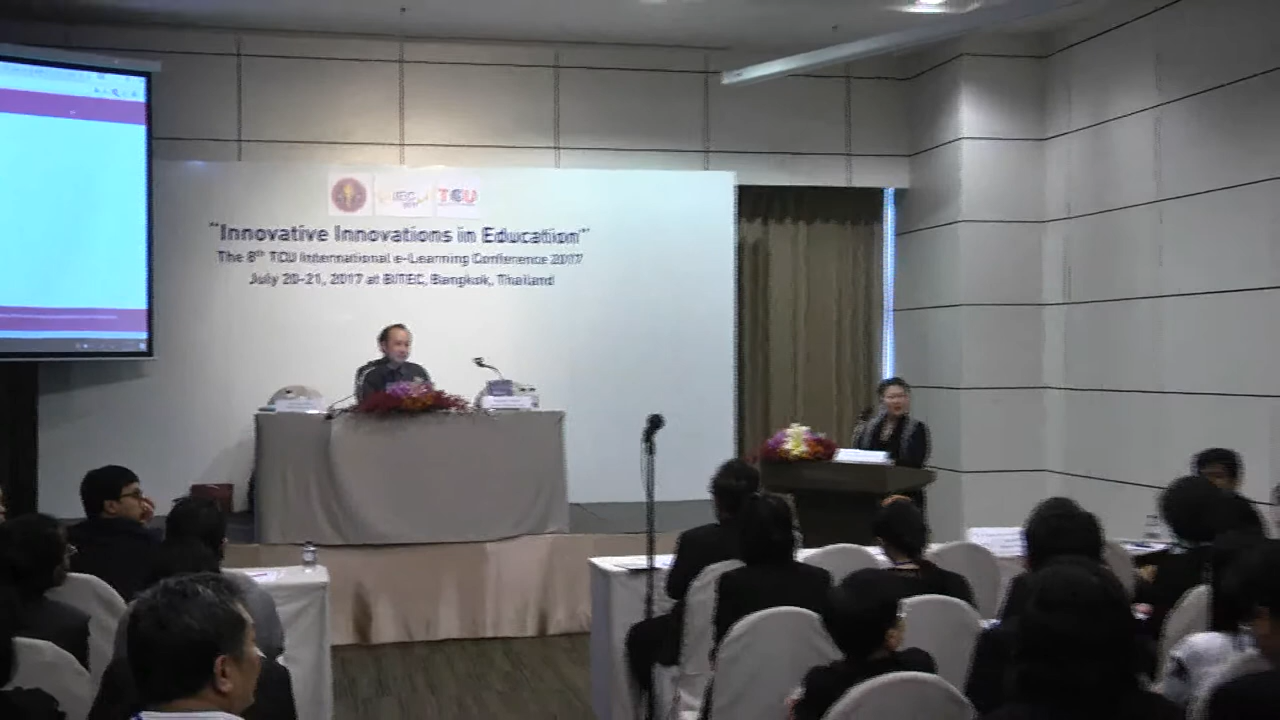 IEC
TCU
"Innovative Innovations in Education"
The 8th TCU International e-Learning Conference 2017
July 20-21, 2017 at BITEC, Bangkok, Thailand